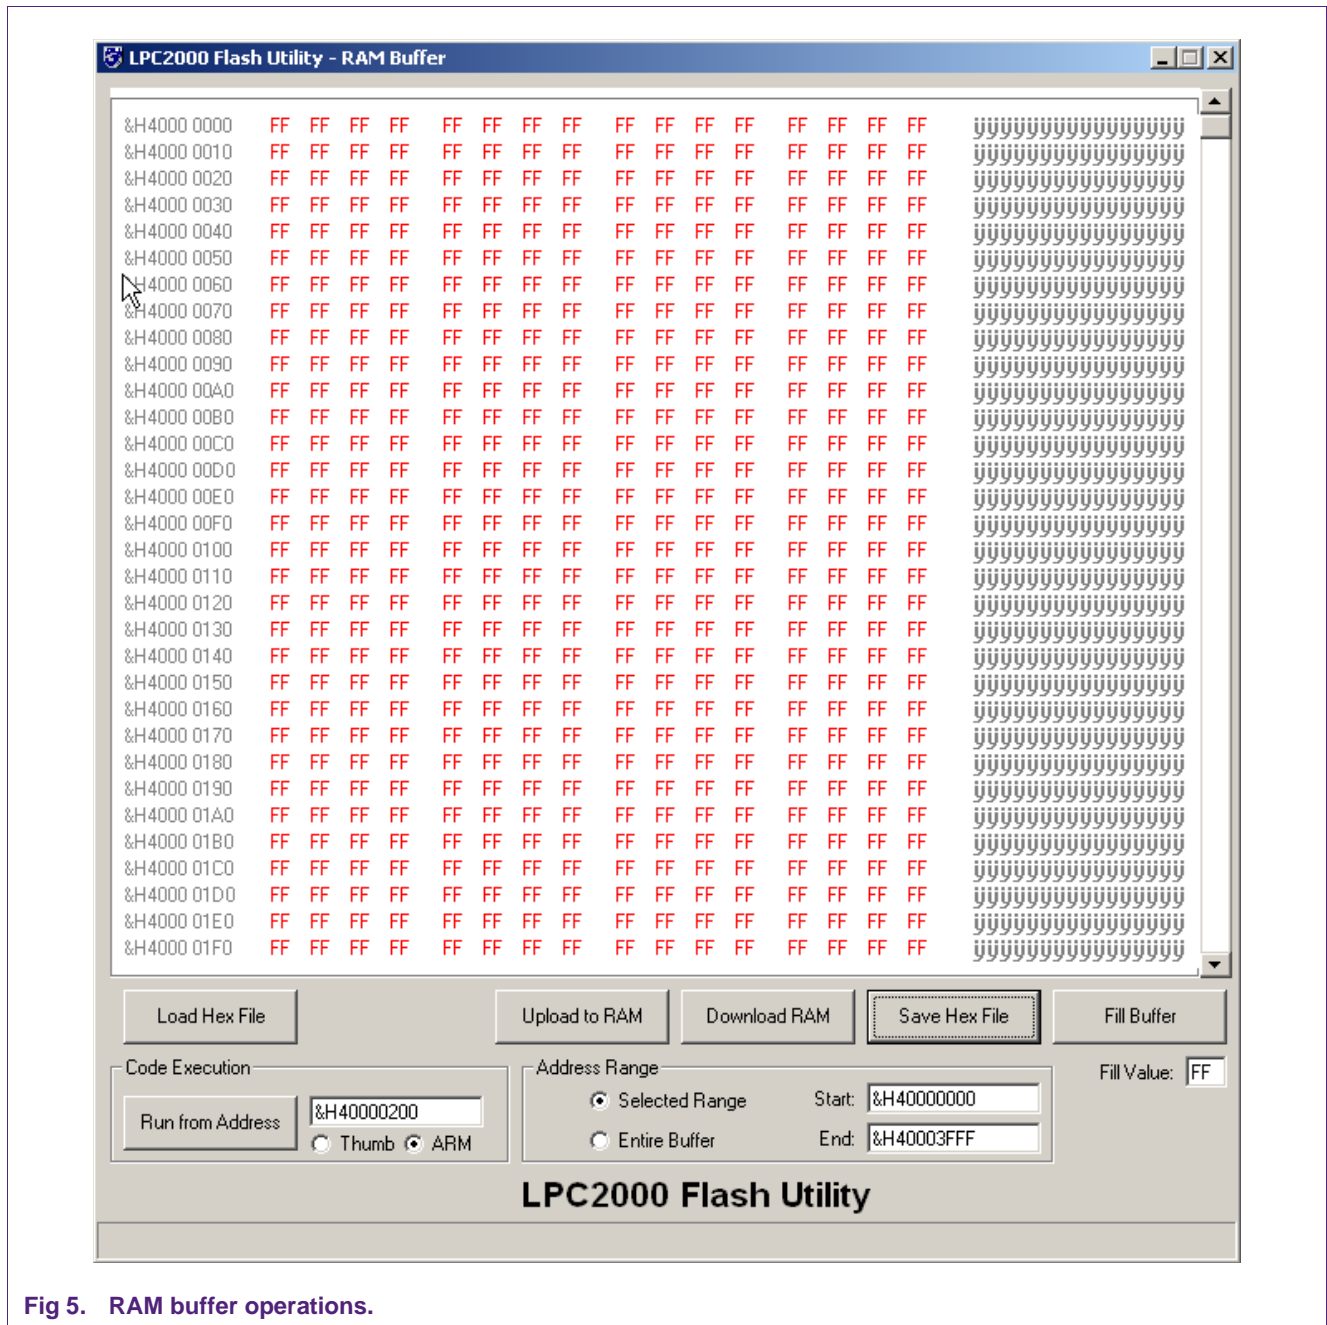 LPC2000 Flash Utility - RAM Buffer
&H4000 0000 FF FF FF FF FF FF FF FF FF FF FF FF FF FF FF FF ÿÿÿÿÿÿÿÿÿÿÿÿÿÿÿÿ
&H4000 0010 FF FF FF FF FF FF FF FF FF FF FF FF FF FF FF FF ÿÿÿÿÿÿÿÿÿÿÿÿÿÿÿÿ
&H4000 0020 FF FF FF FF FF FF FF FF FF FF FF FF FF FF FF FF ÿÿÿÿÿÿÿÿÿÿÿÿÿÿÿÿ
&H4000 0030 FF FF FF FF FF FF FF FF FF FF FF FF FF FF FF FF ÿÿÿÿÿÿÿÿÿÿÿÿÿÿÿÿ
&H4000 0040 FF FF FF FF FF FF FF FF FF FF FF FF FF FF FF FF ÿÿÿÿÿÿÿÿÿÿÿÿÿÿÿÿ
&H4000 0050 FF FF FF FF FF FF FF FF FF FF FF FF FF FF FF FF ÿÿÿÿÿÿÿÿÿÿÿÿÿÿÿÿ
H4000 0060 FF FF FF FF FF FF FF FF FF FF FF FF FF FF FF FF ÿÿÿÿÿÿÿÿÿÿÿÿÿÿÿÿ
&H4000 0070 FF FF FF FF FF FF FF FF FF FF FF FF FF FF FF FF ÿÿÿÿÿÿÿÿÿÿÿÿÿÿÿÿ
&H4000 0080 FF FF FF FF FF FF FF FF FF FF FF FF FF FF FF FF ÿÿÿÿÿÿÿÿÿÿÿÿÿÿÿÿ
&H4000 0090 FF FF FF FF FF FF FF FF FF FF FF FF FF FF FF FF ÿÿÿÿÿÿÿÿÿÿÿÿÿÿÿÿ
&H4000 00A0 FF FF FF FF FF FF FF FF FF FF FF FF FF FF FF FF ÿÿÿÿÿÿÿÿÿÿÿÿÿÿÿÿ
&H4000 00B0 FF FF FF FF FF FF FF FF FF FF FF FF FF FF FF FF ÿÿÿÿÿÿÿÿÿÿÿÿÿÿÿÿ
&H4000 00C0 FF FF FF FF FF FF FF FF FF FF FF FF FF FF FF FF ÿÿÿÿÿÿÿÿÿÿÿÿÿÿÿÿ
&H4000 00D0 FF FF FF FF FF FF FF FF FF FF FF FF FF FF FF FF ÿÿÿÿÿÿÿÿÿÿÿÿÿÿÿÿ
&H4000 00E0 FF FF FF FF FF FF FF FF FF FF FF FF FF FF FF FF ÿÿÿÿÿÿÿÿÿÿÿÿÿÿÿÿ
&H4000 00F0 FF FF FF FF FF FF FF FF FF FF FF FF FF FF FF FF ÿÿÿÿÿÿÿÿÿÿÿÿÿÿÿÿ
&H4000 0100 FF FF FF FF FF FF FF FF FF FF FF FF FF FF FF FF ÿÿÿÿÿÿÿÿÿÿÿÿÿÿÿÿ
&H4000 0110 FF FF FF FF FF FF FF FF FF FF FF FF FF FF FF FF ÿÿÿÿÿÿÿÿÿÿÿÿÿÿÿÿ
&H4000 0120 FF FF FF FF FF FF FF FF FF FF FF FF FF FF FF FF ÿÿÿÿÿÿÿÿÿÿÿÿÿÿÿÿ
&H4000 0130 FF FF FF FF FF FF FF FF FF FF FF FF FF FF FF FF ÿÿÿÿÿÿÿÿÿÿÿÿÿÿÿÿ
&H4000 0140 FF FF FF FF FF FF FF FF FF FF FF FF FF FF FF FF ÿÿÿÿÿÿÿÿÿÿÿÿÿÿÿÿ
&H4000 0150 FF FF FF FF FF FF FF FF FF FF FF FF FF FF FF FF ÿÿÿÿÿÿÿÿÿÿÿÿÿÿÿÿ
&H4000 0160 FF FF FF FF FF FF FF FF FF FF FF FF FF FF FF FF ÿÿÿÿÿÿÿÿÿÿÿÿÿÿÿÿ
&H4000 0170 FF FF FF FF FF FF FF FF FF FF FF FF FF FF FF FF ÿÿÿÿÿÿÿÿÿÿÿÿÿÿÿÿ
&H4000 0180 FF FF FF FF FF FF FF FF FF FF FF FF FF FF FF FF ÿÿÿÿÿÿÿÿÿÿÿÿÿÿÿÿ
&H4000 0190 FF FF FF FF FF FF FF FF FF FF FF FF FF FF FF FF ÿÿÿÿÿÿÿÿÿÿÿÿÿÿÿÿ
&H4000 01A0 FF FF FF FF FF FF FF FF FF FF FF FF FF FF FF FF ÿÿÿÿÿÿÿÿÿÿÿÿÿÿÿÿ
&H4000 01B0 FF FF FF FF FF FF FF FF FF FF FF FF FF FF FF FF ÿÿÿÿÿÿÿÿÿÿÿÿÿÿÿÿ
&H4000 01C0 FF FF FF FF FF FF FF FF FF FF FF FF FF FF FF FF ÿÿÿÿÿÿÿÿÿÿÿÿÿÿÿÿ
&H4000 01D0 FF FF FF FF FF FF FF FF FF FF FF FF FF FF FF FF ÿÿÿÿÿÿÿÿÿÿÿÿÿÿÿÿ
&H4000 01E0 FF FF FF FF FF FF FF FF FF FF FF FF FF FF FF FF ÿÿÿÿÿÿÿÿÿÿÿÿÿÿÿÿ
&H4000 01F0 FF FF FF FF FF FF FF FF FF FF FF FF FF FF FF FF ÿÿÿÿÿÿÿÿÿÿÿÿÿÿÿÿ
Load Hex File Upload to RAM Download RAM Save Hex File Fill Buffer
Code Execution Address Range Fill Value: FF
Run from Address &H40000200 Selected Range Start: &H40000000
Thumb ARM Entire Buffer End: &H40003FFF
LPC2000 Flash Utility
Fig 5. RAM buffer operations.